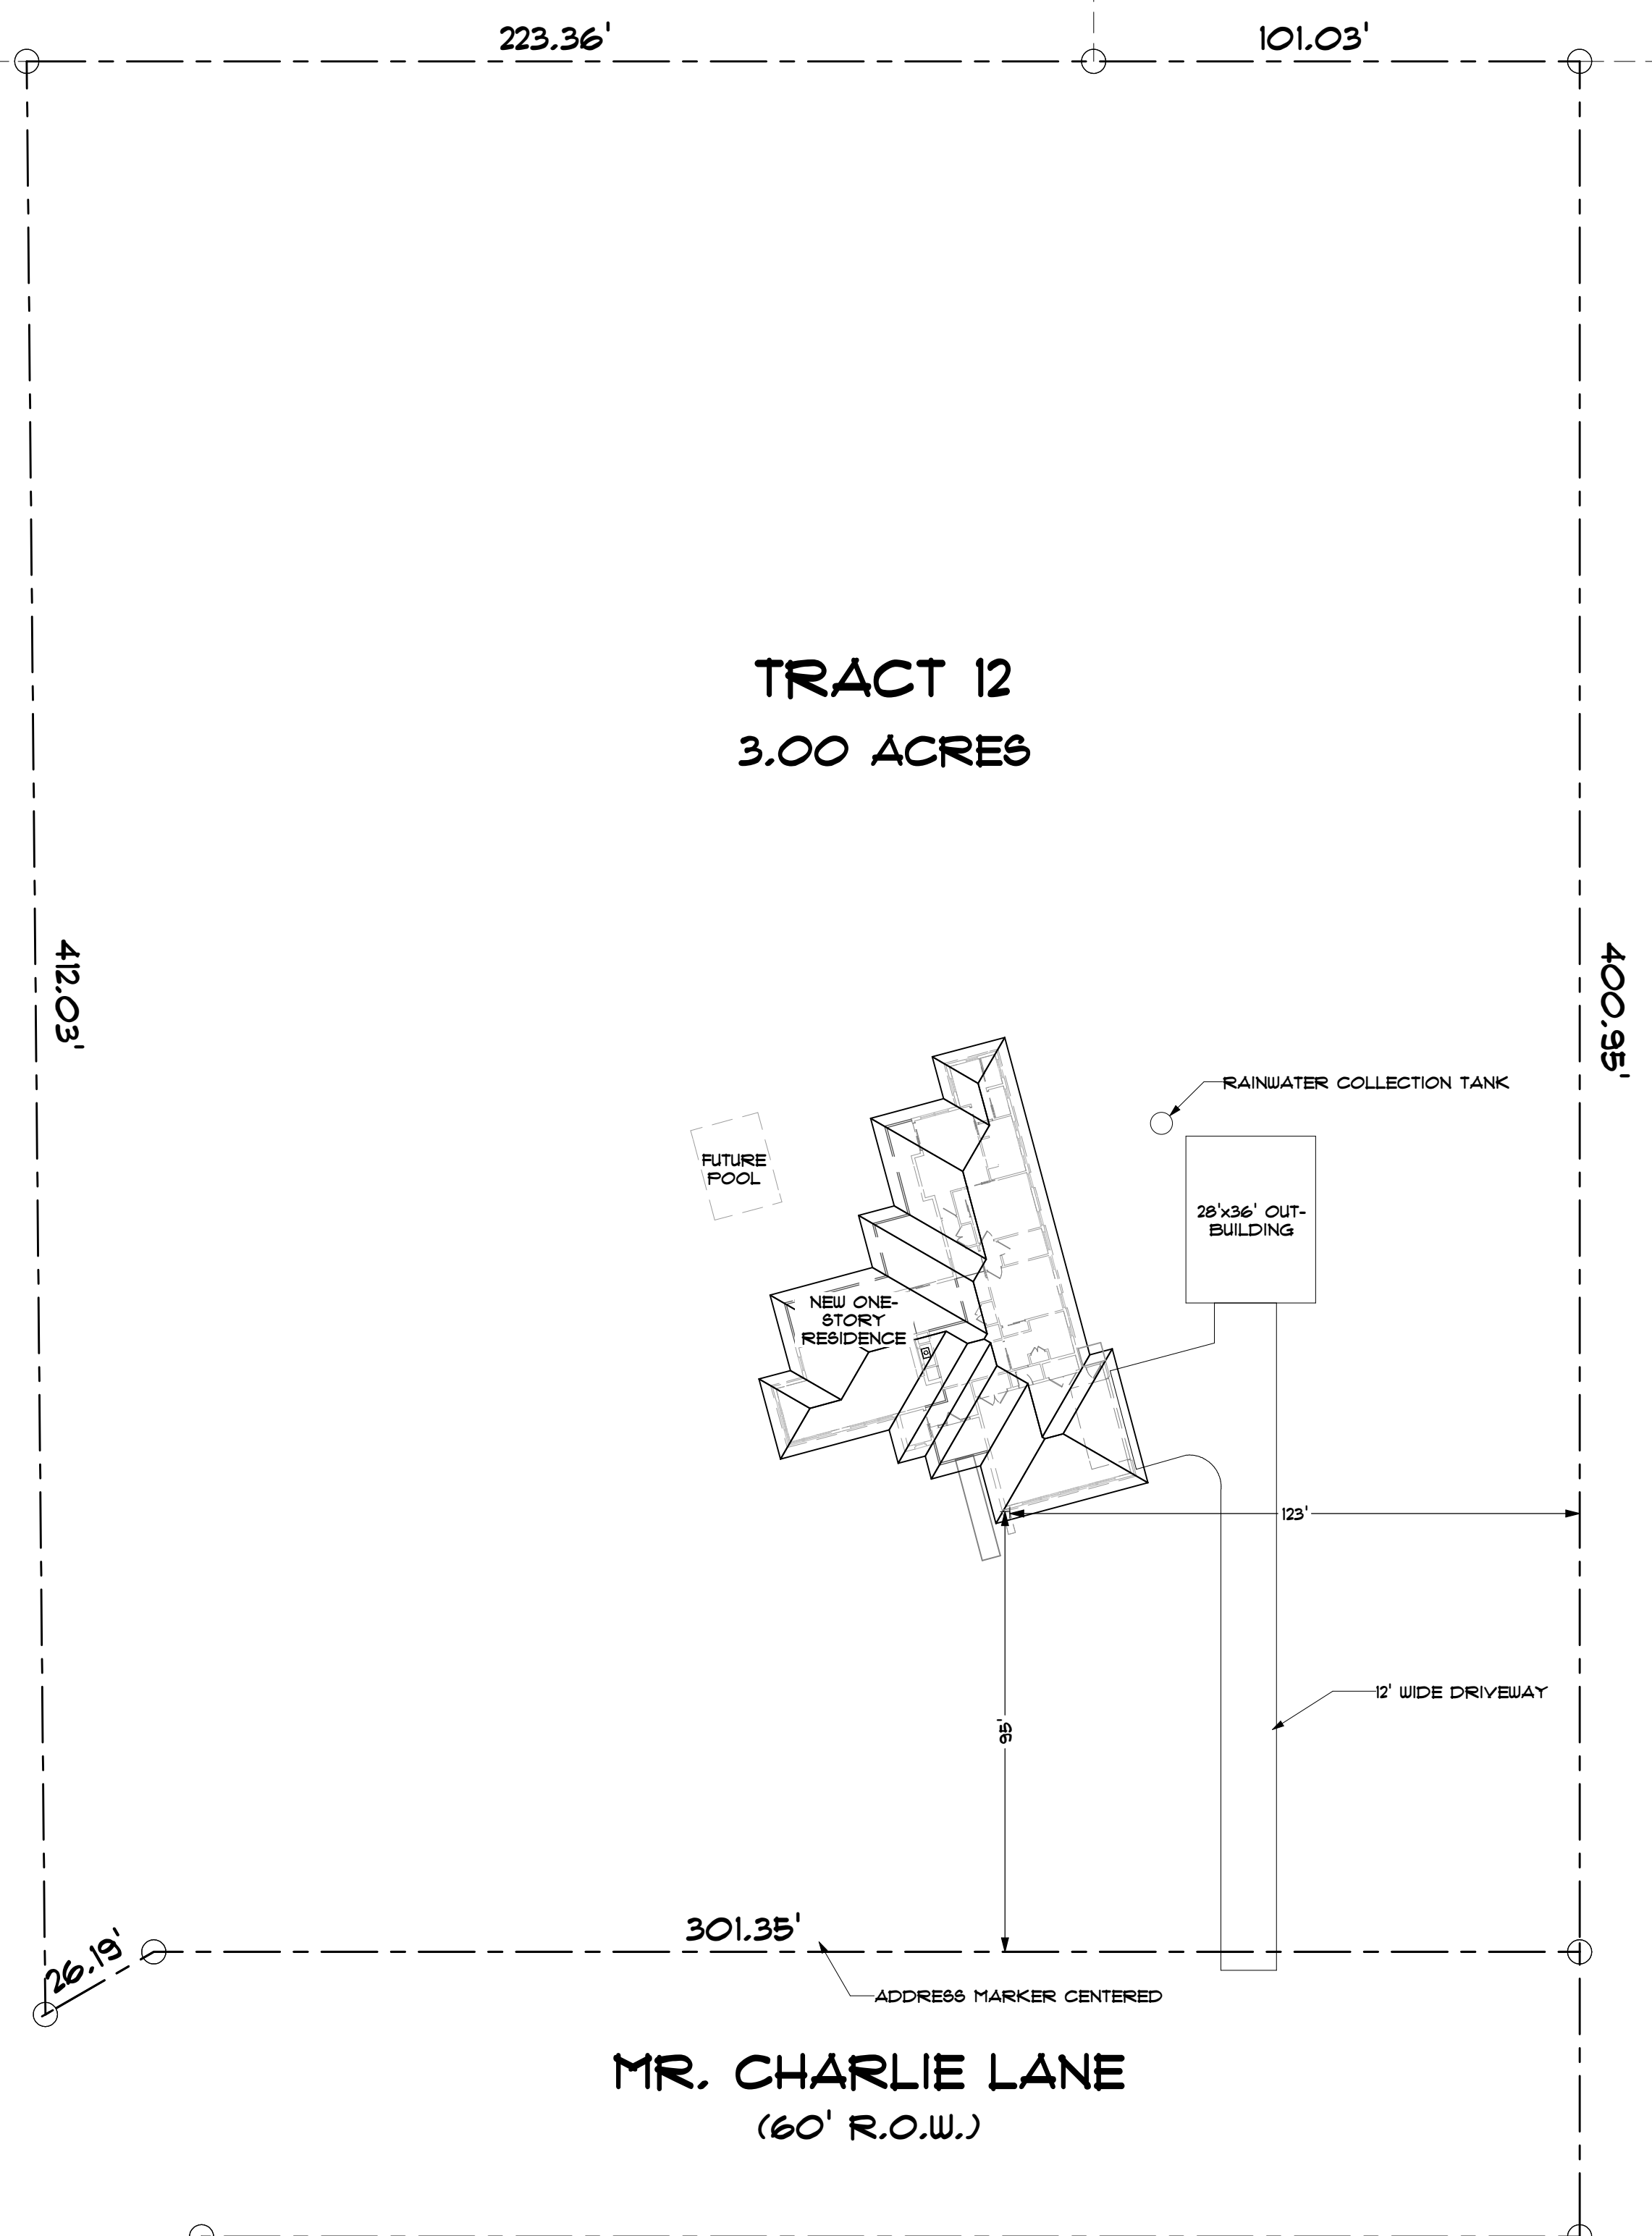 223.36'
101.03'
TRACT 12
3.00 ACRES
412.03'
400.95'
RAINWATER COLLECTION TANK
FUTURE
POOL
28'x36' OUT-
BUILDING
NEW ONE-
STORY
RESIDENCE
123'
12' WIDE DRIVEWAY
95'
301.35'
26.19'
ADDRESS MARKER CENTERED
MR. CHARLIE LANE
(60' R.O.W.)